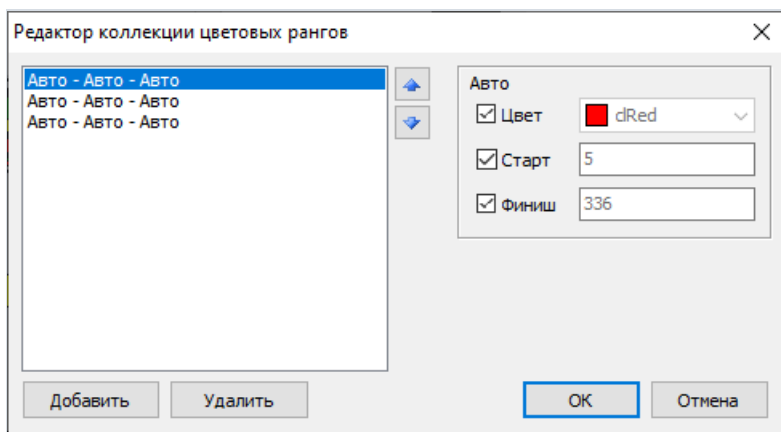 Редактор коллекции цветовых рангов
Авто - Авто - Авто
Авто - Авто - Авто
Авто - Авто - Авто
Авто
Цвет clRed
Старт 5
Финиш 336
Добавить Удалить OK Отмена